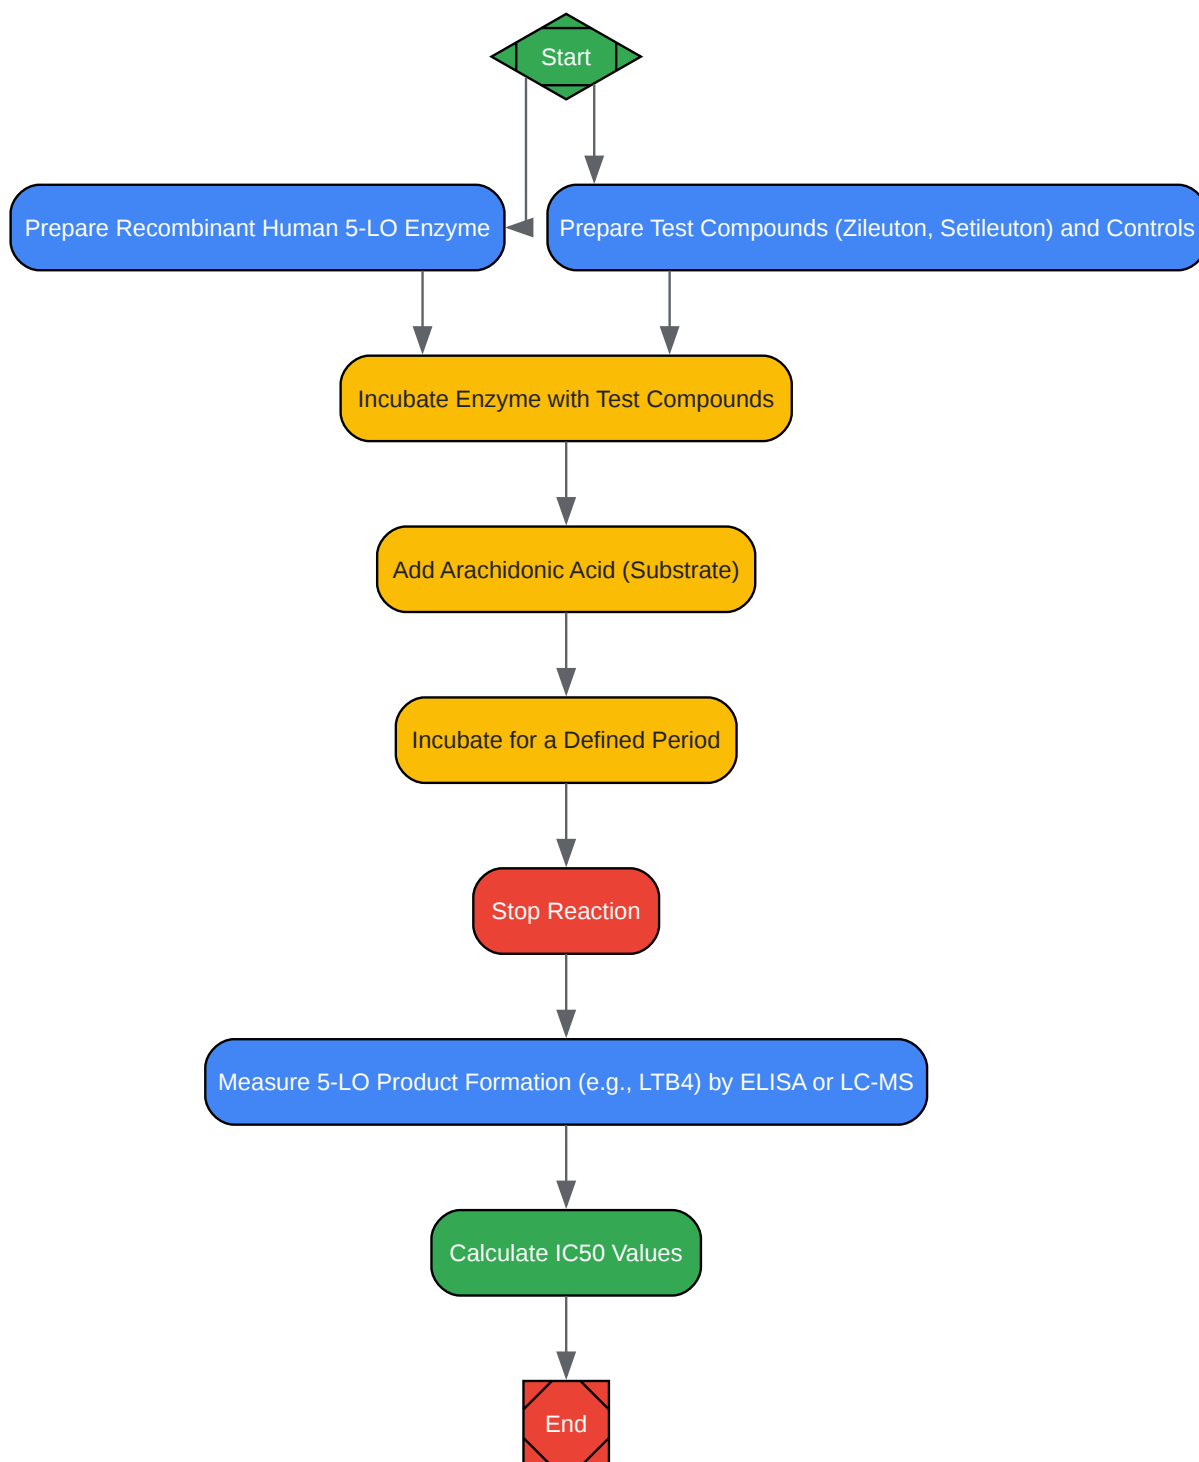 Start
Prepare Recombinant Human 5-LO Enzyme
Prepare Test Compounds (Zileuton, Setileuton) and Controls
Incubate Enzyme with Test Compounds
Add Arachidonic Acid (Substrate)
Incubate for a Defined Period
Stop Reaction
Measure 5-LO Product Formation (e.g., LTB4) by ELISA or LC-MS
Calculate IC50 Values
End